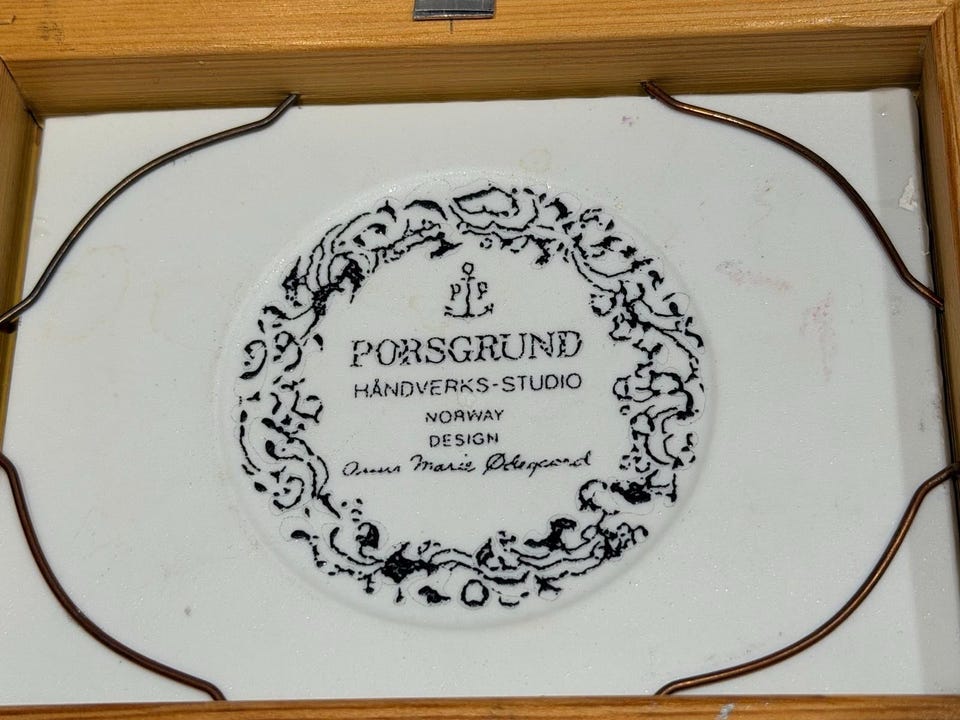 P P
PORSGRUND
HÅNDVERKS-STUDIO
NORWAY
DESIGN
Anne Marie Ødegaard